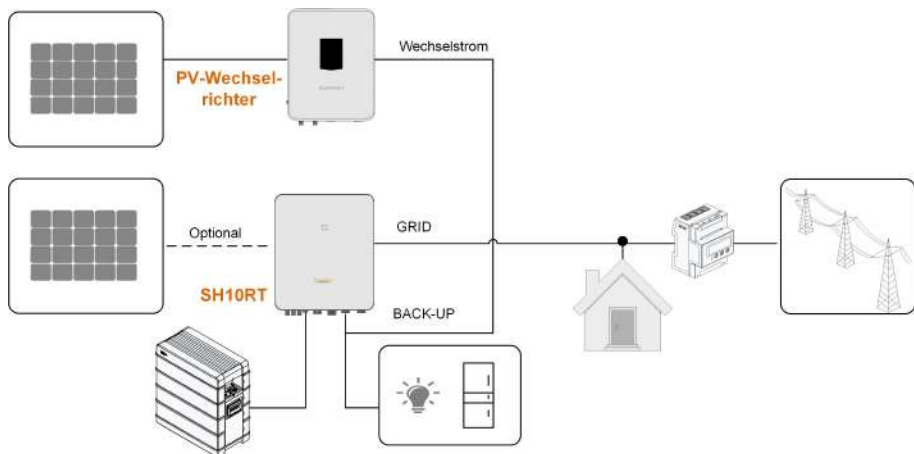 Wechselstrom
PV-Wechsel-
richter
Optional
GRID
SH10RT
BACK-UP